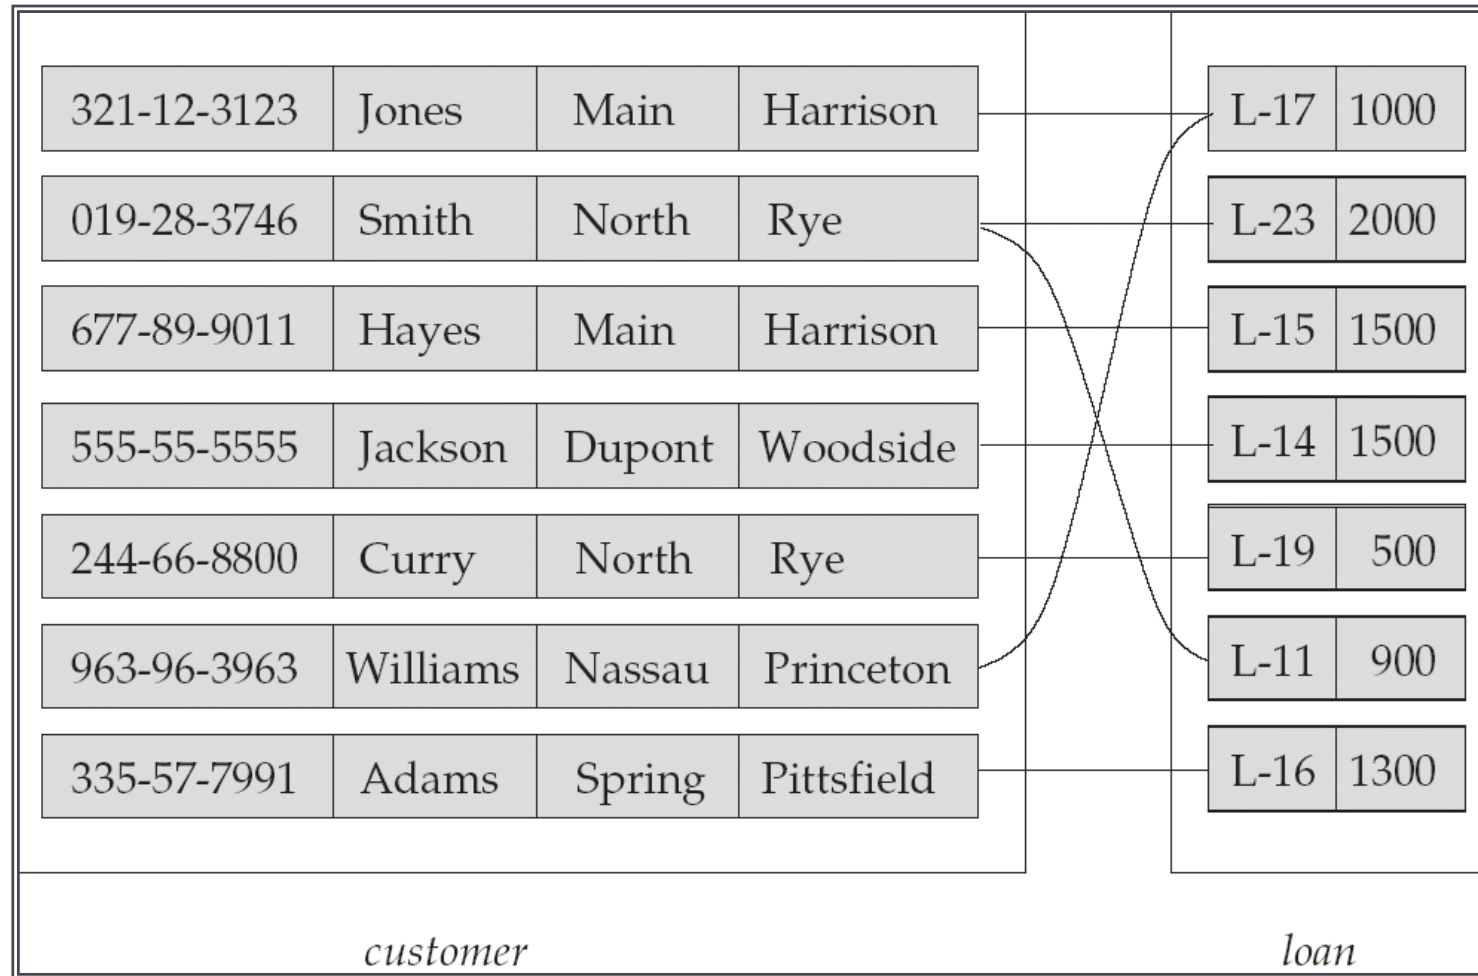 321-12-3123 Jones Main Harrison L-17 1000
019-28-3746 Smith North Rye L-23 2000
677-89-9011 Hayes Main Harrison L-15 1500
555-55-5555 Jackson Dupont Woodside L-14 1500
244-66-8800 Curry North Rye L-19 500
963-96-3963 Williams Nassau Princeton L-11 900
335-57-7991 Adams Spring Pittsfield L-16 1300
customer loan